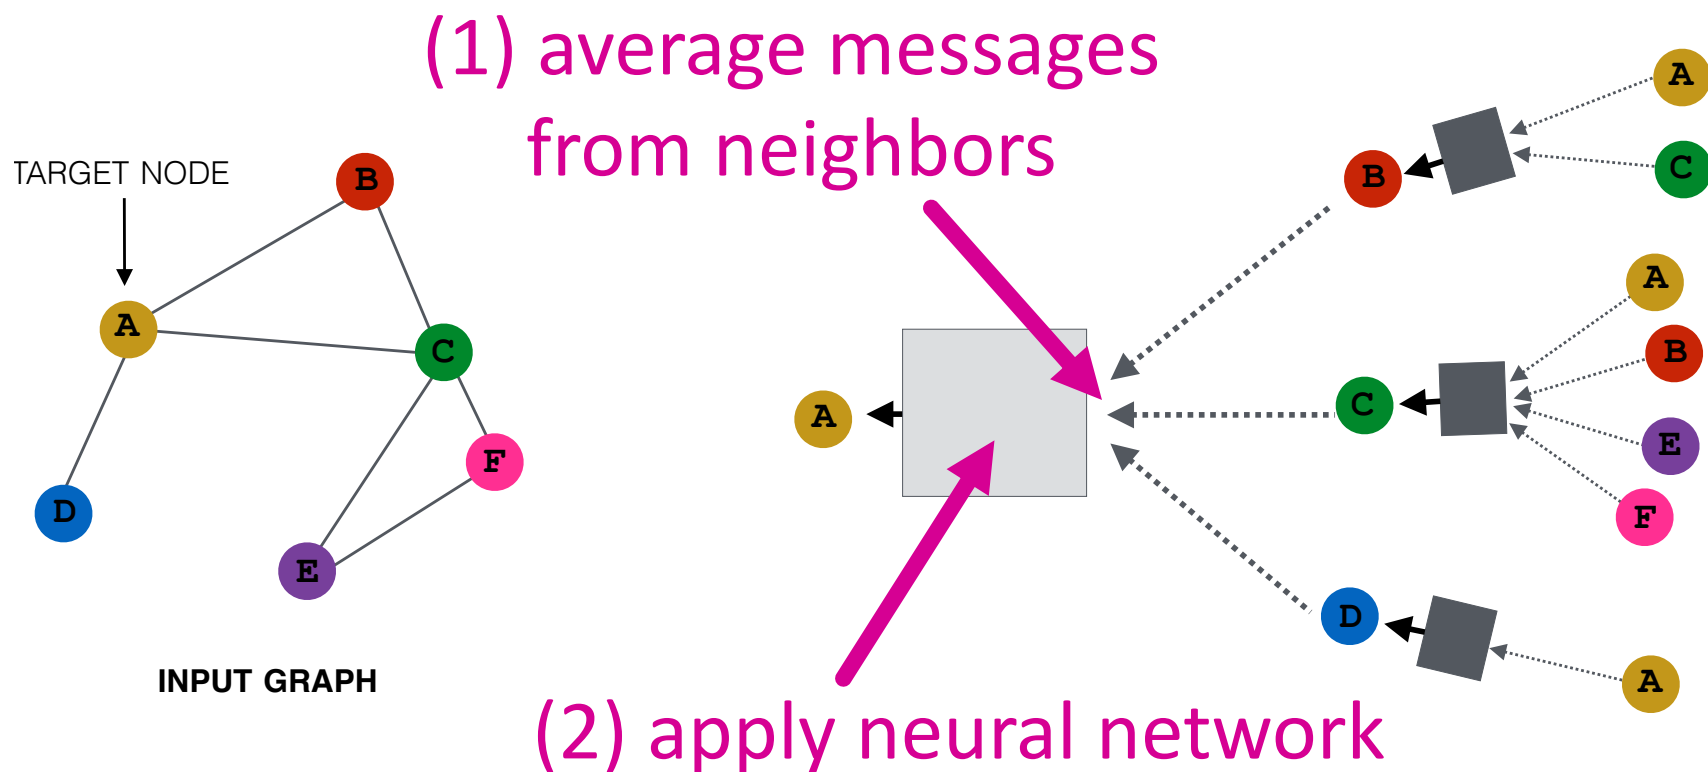 (1) average messages
from neighbors
TARGET NODE
B
A
C
F
D
E
INPUT GRAPH
A
C
B
A
B
C
A
E
F
D
A
(2) apply neural network